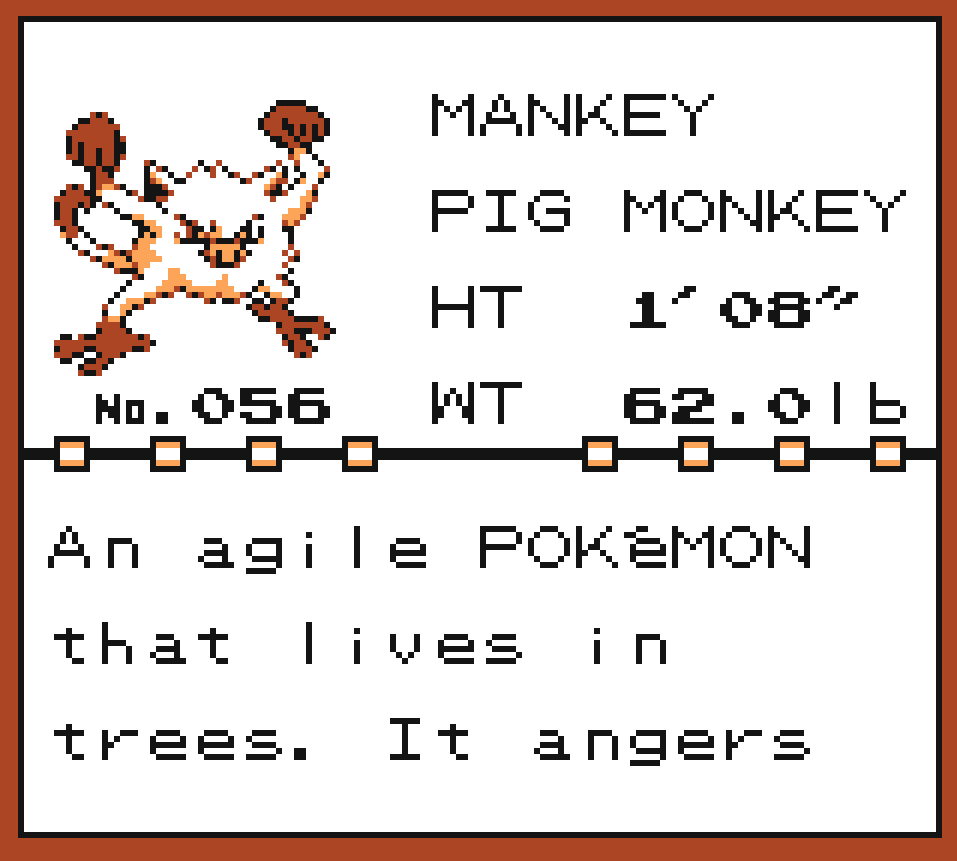 MANKEY
PIG MONKEY
HT 1′08″
WT 62.0lb
No.056
An agile POKéMON
that lives in
trees. It angers